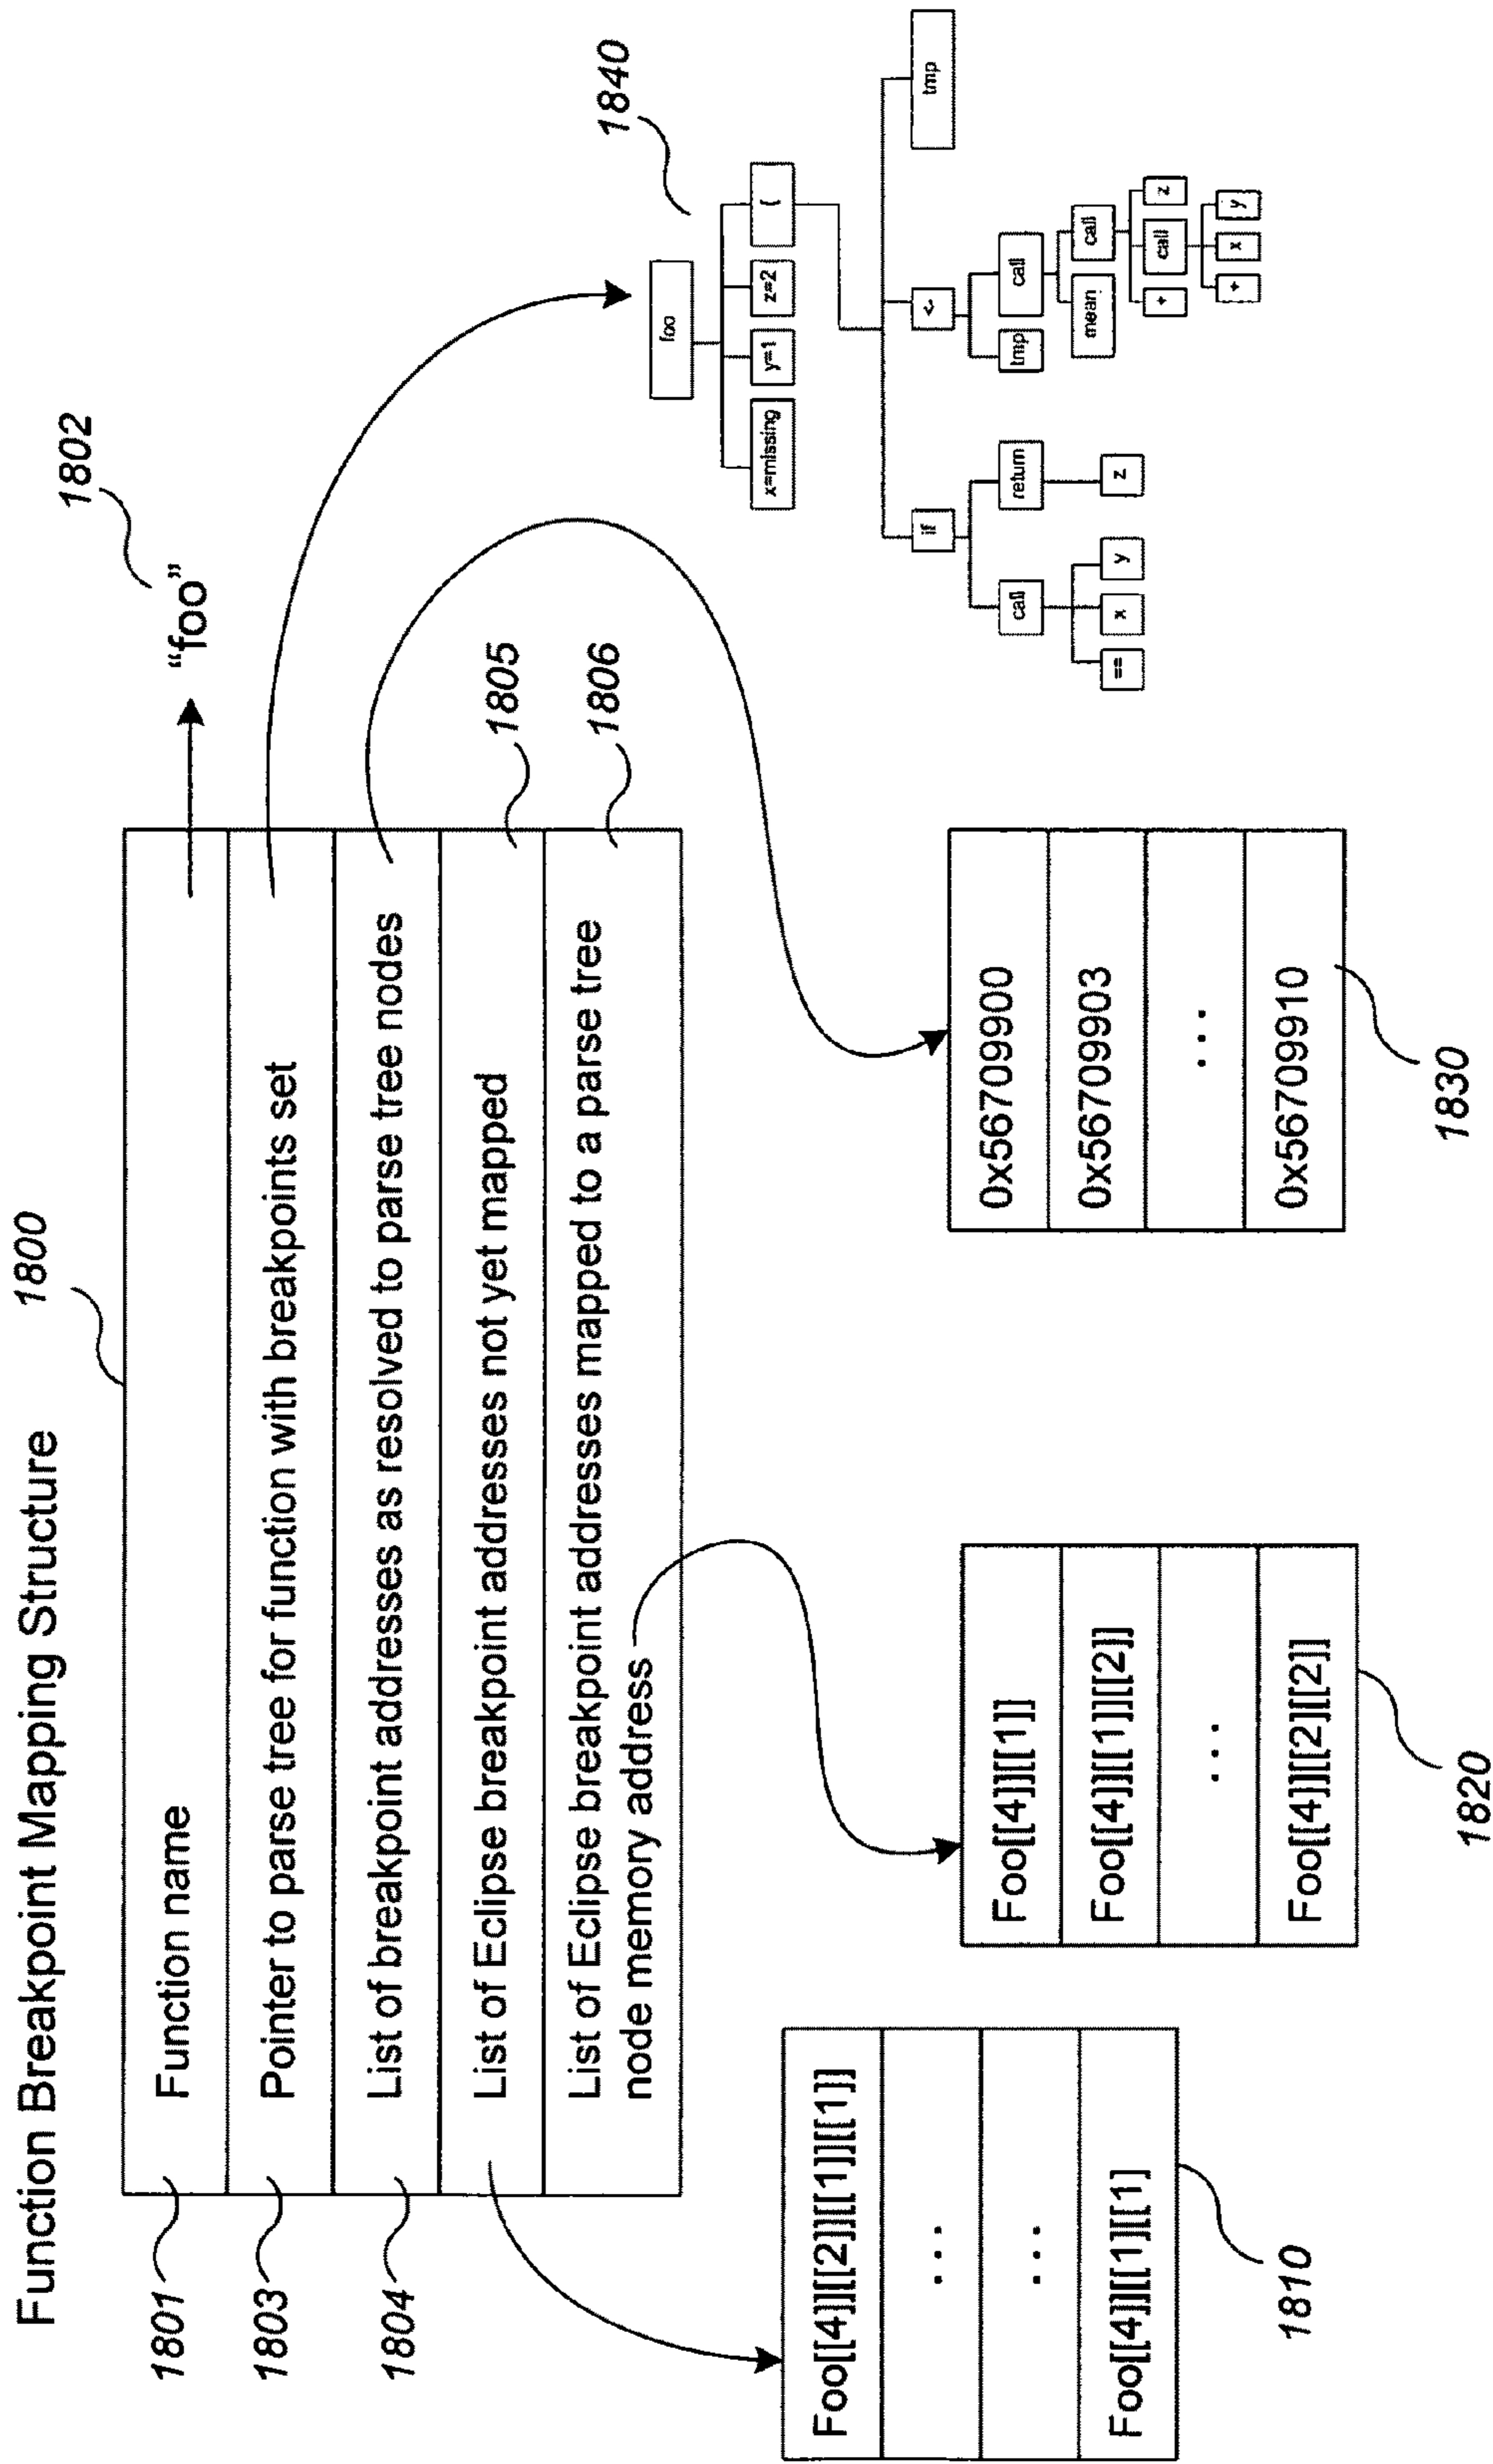 Function Breakpoint Mapping Structure
1800
1802
1801
Function name
"foo"
1803
Pointer to parse tree for function with breakpoints set
1804
List of breakpoint addresses as resolved to parse tree nodes
List of Eclipse breakpoint addresses not yet mapped
1805
List of Eclipse breakpoint addresses mapped to a parse tree
node memory address
1806
1840
foo
x=missing
y=1
z=2
(
if
<-
tmp
call
return
tmp
call
==
x
y
z
mean
call
+
call
z
+
x
y
Foo[[4]][[2]][[1]][[1]]
...
...
Foo[[4]][[1][[1]
1810
Foo[[4]][[1]]
Foo[[4]][[1]][[2]]
...
Foo[[4]][[2][[2]]
1820
0x56709900
0x56709903
...
0x56709910
1830